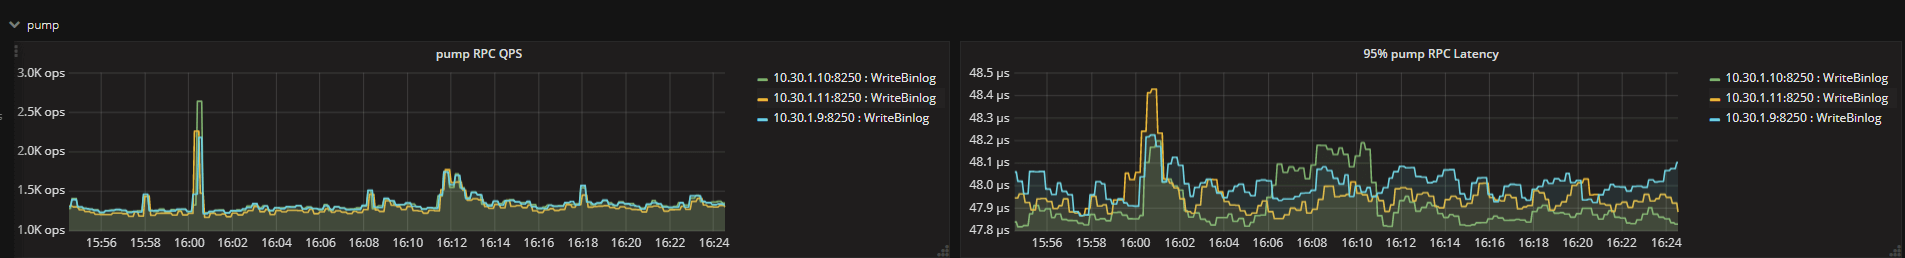 pump
pump RPC QPS
3.0K ops
2.5K ops
2.0K ops
1.5K ops
1.0K ops
15:56 15:58 16:00 16:02 16:04 16:06 16:08 16:10 16:12 16:14 16:16 16:18 16:20 16:22 16:24
10.30.1.10:8250 : WriteBinlog
10.30.1.11:8250 : WriteBinlog
10.30.1.9:8250 : WriteBinlog
95% pump RPC Latency
48.5 µs
48.4 µs
48.3 µs
48.2 µs
48.1 µs
48.0 µs
47.9 µs
47.8 µs
15:56 15:58 16:00 16:02 16:04 16:06 16:08 16:10 16:12 16:14 16:16 16:18 16:20 16:22 16:24
10.30.1.10:8250 : WriteBinlog
10.30.1.11:8250 : WriteBinlog
10.30.1.9:8250 : WriteBinlog